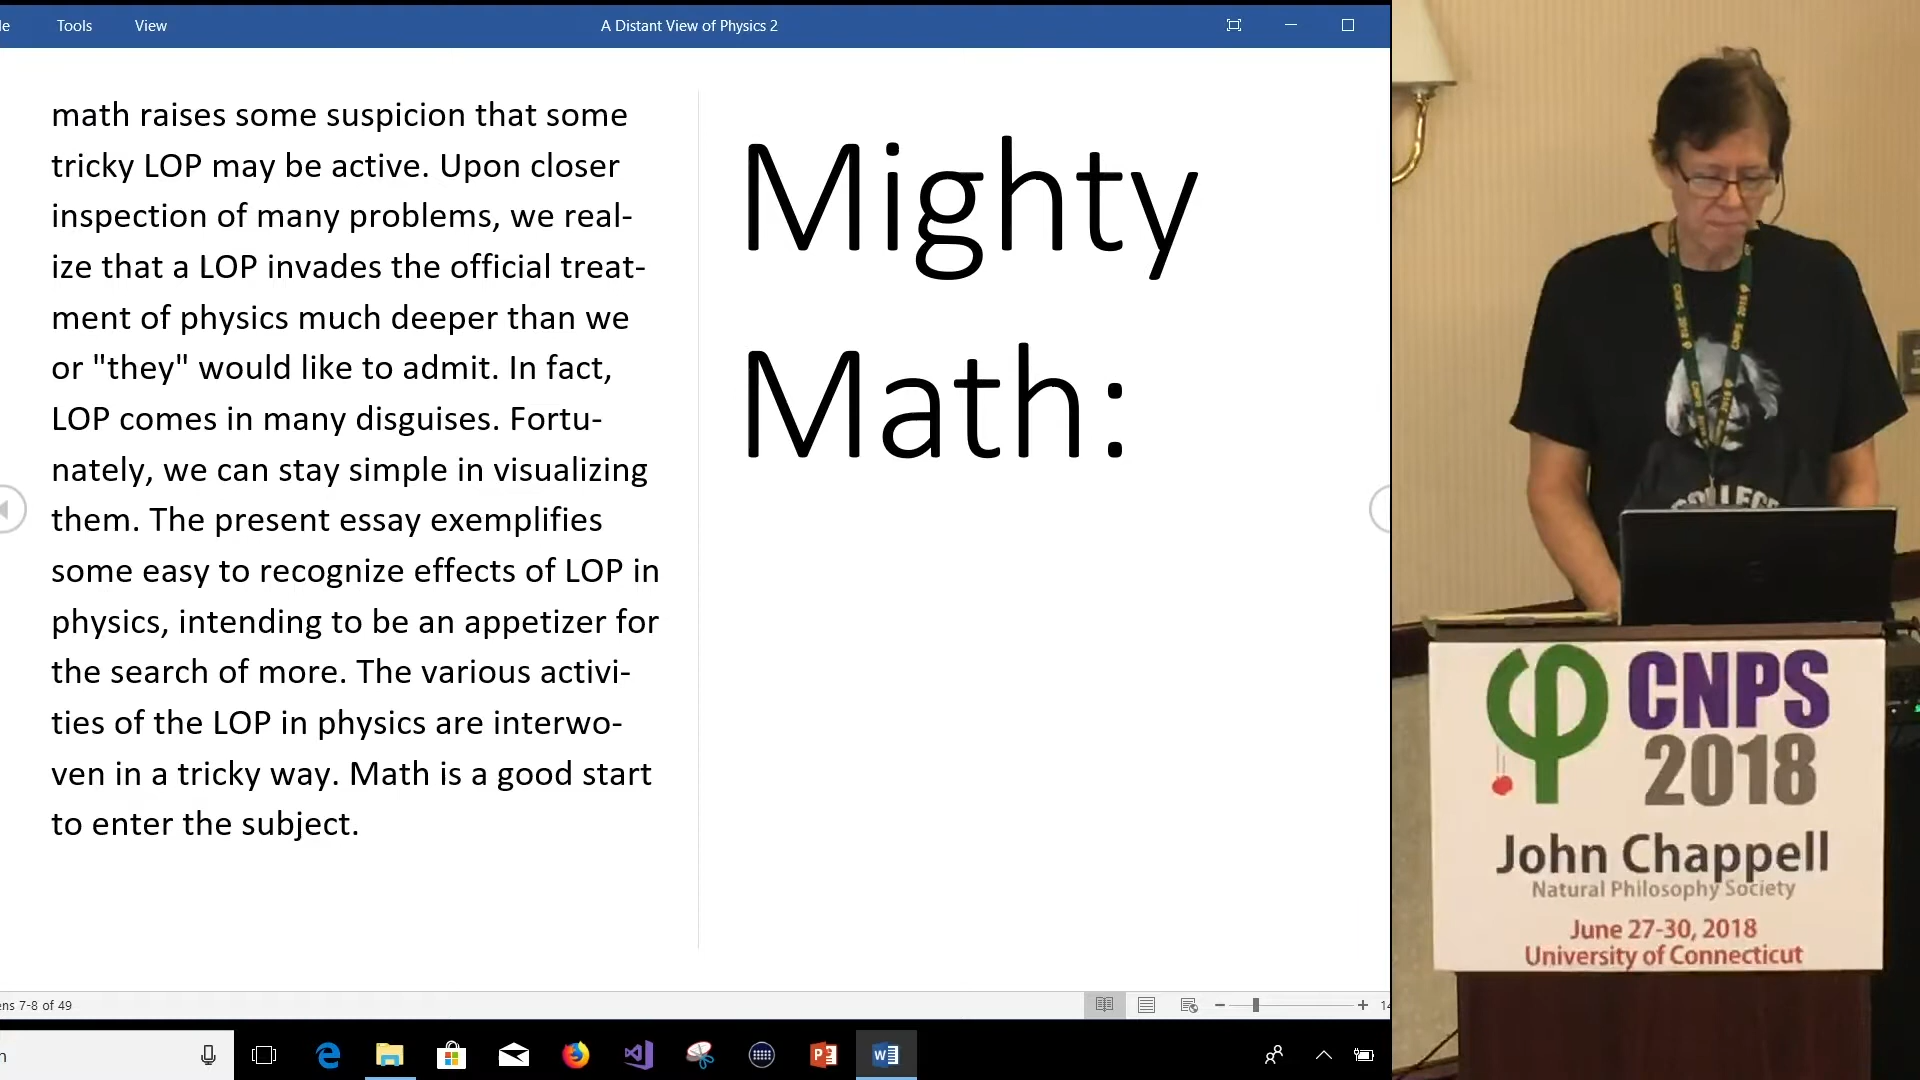 Tools
View
A Distant View of Physics 2
math raises some suspicion that some
tricky LOP may be active. Upon closer
inspection of many problems, we real-
ize that a LOP invades the official treat-
ment of physics much deeper than we
or "they" would like to admit. In fact,
LOP comes in many disguises. Fortu-
nately, we can stay simple in visualizing
them. The present essay exemplifies
some easy to recognize effects of LOP in
physics, intending to be an appetizer for
the search of more. The various activi-
ties of the LOP in physics are interwo-
ven in a tricky way. Math is a good start
to enter the subject.
Mighty
Math:
7-8 of 49
CNPS 2018
CNPS
2018
John Chappell
Natural Philosophy Society
June 27-30, 2018
University of Connecticut